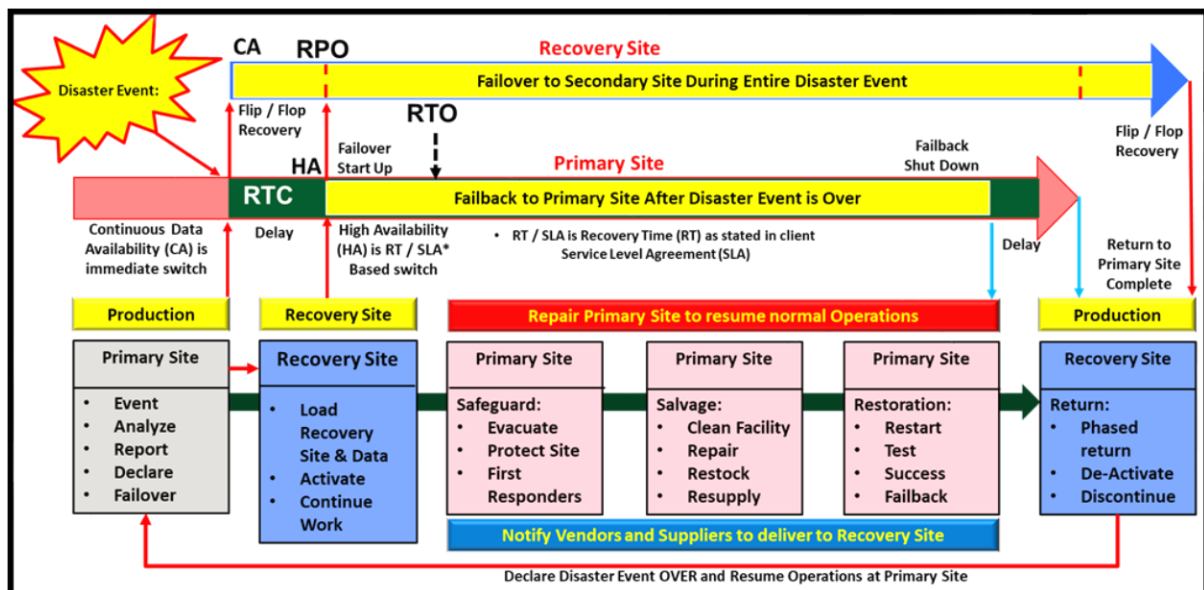 CA
RPO
Recovery Site
Disaster Event:
Failover to Secondary Site During Entire Disaster Event
Flip / Flop
Recovery
RTO
Flip / Flop
Recovery
HA
Failover
Start Up
Primary Site
Failback
Shut Down
RTC
Failback to Primary Site After Disaster Event is Over
Continuous Data
Availability (CA) is
immediate switch
Delay
High Availability
(HA) is RT / SLA*
Based switch
• RT / SLA is Recovery Time (RT) as stated in client
Service Level Agreement (SLA)
Delay
Return to
Primary Site
Complete
Production
Recovery Site
Repair Primary Site to resume normal Operations
Production
Primary Site
• Event
• Analyze
• Report
• Declare
• Failover
Recovery Site
• Load
Recovery
Site & Data
• Activate
• Continue
Work
Primary Site
Safeguard:
• Evacuate
• Protect Site
• First
Responders
Primary Site
Salvage:
• Clean Facility
• Repair
• Restock
• Resupply
Primary Site
Restoration:
• Restart
• Test
• Success
• Failback
Recovery Site
Return:
• Phased
return
• De-Activate
• Discontinue
Notify Vendors and Suppliers to deliver to Recovery Site
Declare Disaster Event OVER and Resume Operations at Primary Site